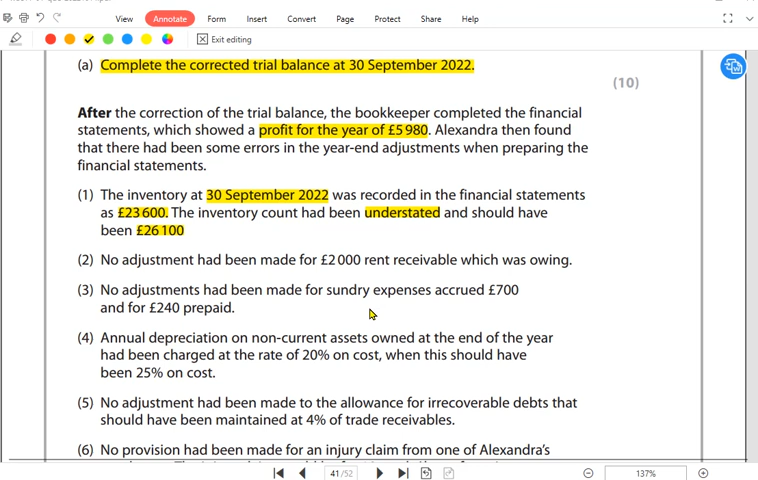 View Annotate Form Insert Convert Page Protect Share Help
Exit editing
(a) Complete the corrected trial balance at 30 September 2022.
(10)
After the correction of the trial balance, the bookkeeper completed the financial
statements, which showed a profit for the year of £5 980. Alexandra then found
that there had been some errors in the year-end adjustments when preparing the
financial statements.
(1) The inventory at 30 September 2022 was recorded in the financial statements
as £23 600. The inventory count had been understated and should have
been £26 100
(2) No adjustment had been made for £2 000 rent receivable which was owing.
(3) No adjustments had been made for sundry expenses accrued £700
and for £240 prepaid.
(4) Annual depreciation on non-current assets owned at the end of the year
had been charged at the rate of 20% on cost, when this should have
been 25% on cost.
(5) No adjustment had been made to the allowance for irrecoverable debts that
should have been maintained at 4% of trade receivables.
(6) No provision had been made for an injury claim from one of Alexandra's
41 /52
137%